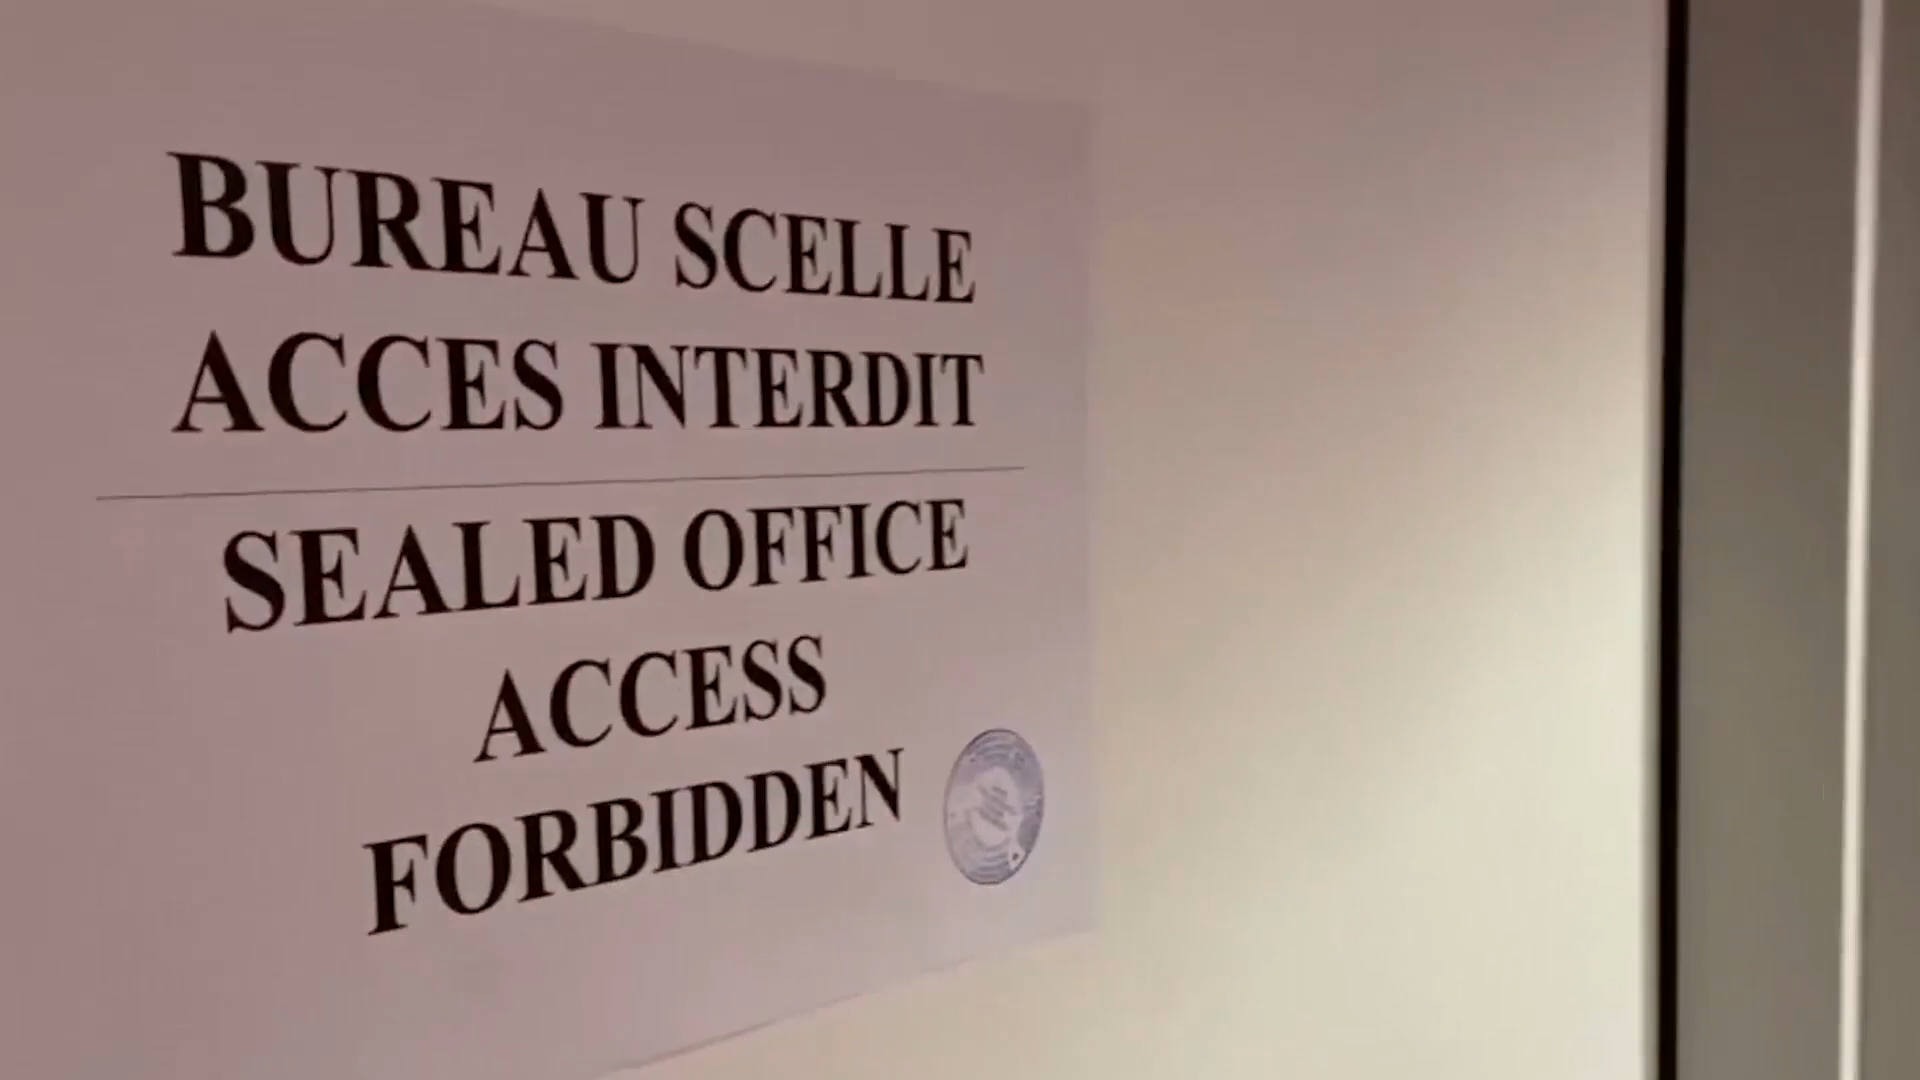 BUREAU SCELLE
ACCES INTERDIT
SEALED OFFICE
ACCESS
FORBIDDEN